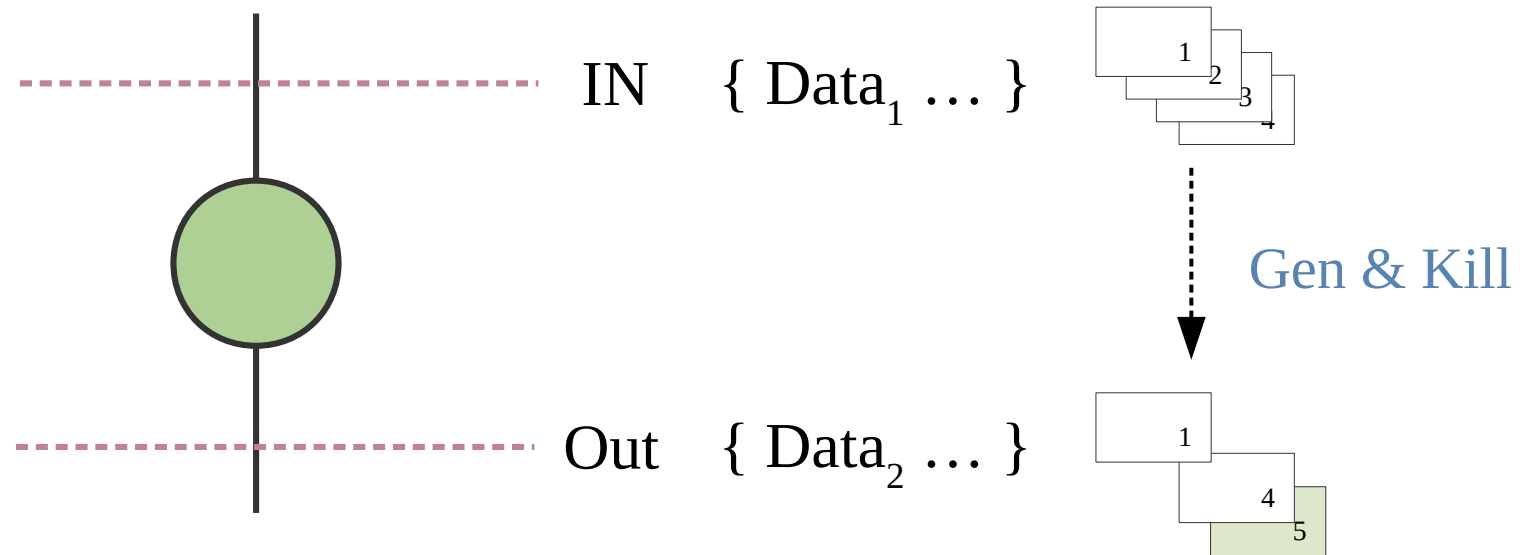 IN { Data1 … }
1
2
3
4
Gen & Kill
Out { Data2 … }
1
4
5